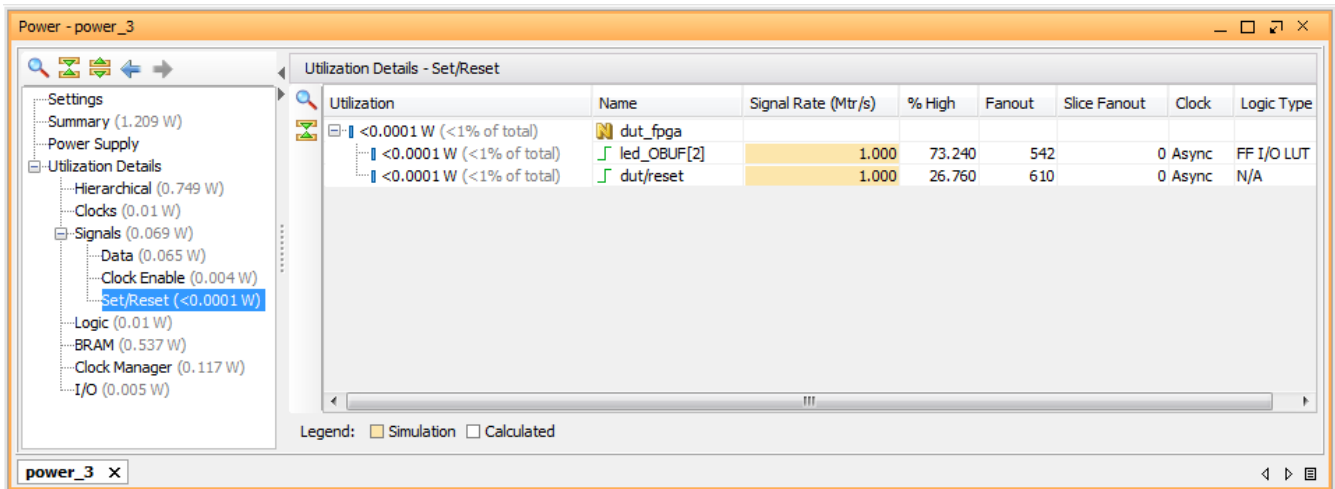 Power - power_3
Settings
Summary (1.209 W)
Power Supply
Utilization Details
Hierarchical (0.749 W)
Clocks (0.01 W)
Signals (0.069 W)
Data (0.065 W)
Clock Enable (0.004 W)
Set/Reset (<0.0001 W)
Logic (0.01 W)
BRAM (0.537 W)
Clock Manager (0.117 W)
I/O (0.005 W)
Utilization Details - Set/Reset
Utilization Name Signal Rate (Mtr/s) % High Fanout Slice Fanout Clock Logic Type
<0.0001 W (<1% of total) N dut_fpga
<0.0001 W (<1% of total) led_OBUF[2] 1.000 73.240 542 0 Async FF I/O LUT
<0.0001 W (<1% of total) dut/reset 1.000 26.760 610 0 Async N/A
Legend: Simulation Calculated
power_3